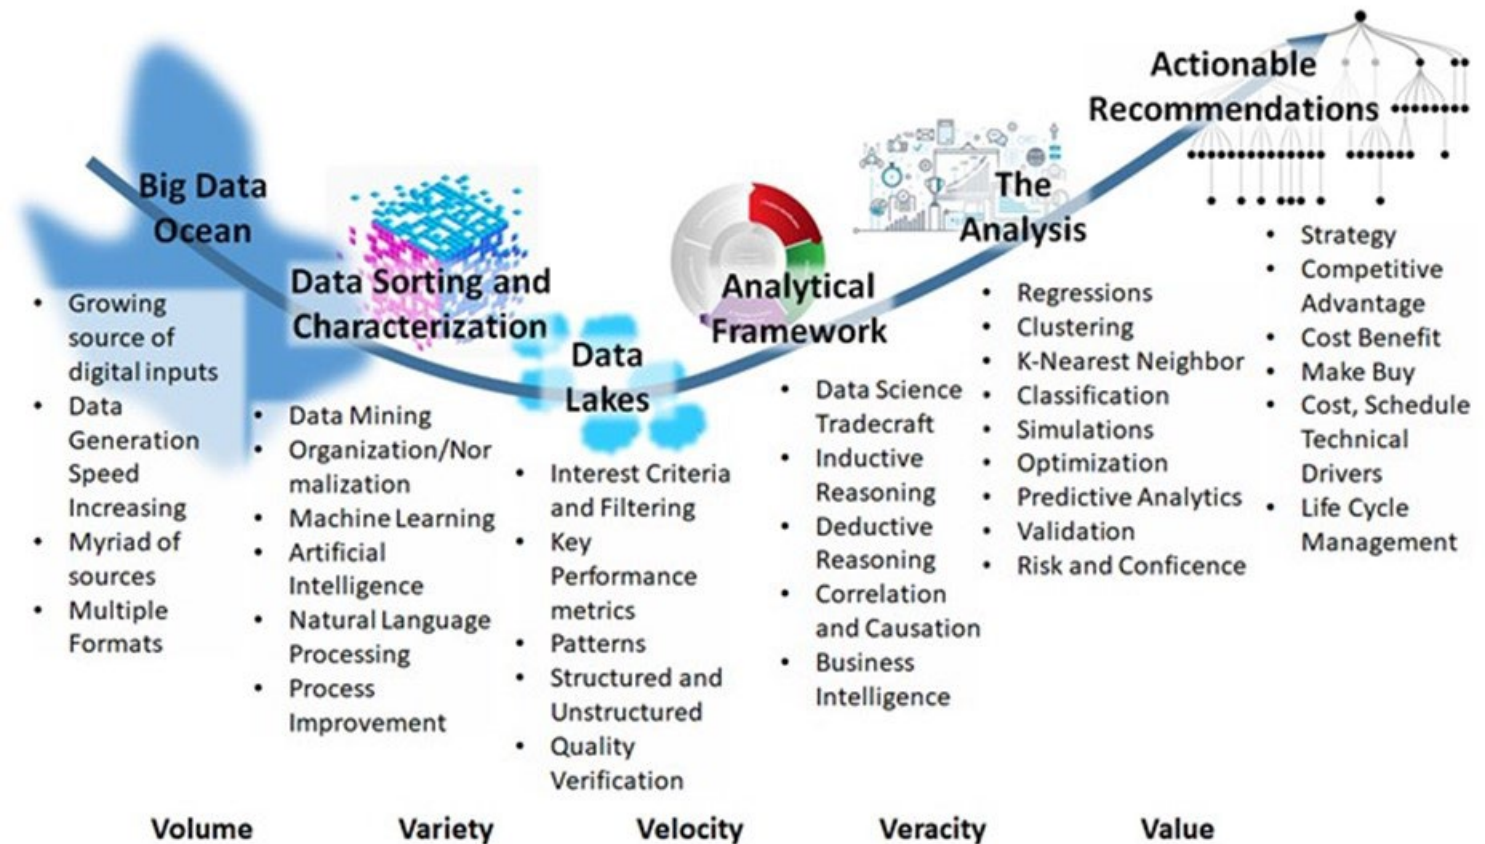 Big Data
Ocean
• Growing
source of
digital inputs
• Data
Generation
Speed
Increasing
• Myriad of
sources
• Multiple
Formats
Data Sorting and
Characterization
• Data Mining
• Organization/Nor
malization
• Machine Learning
• Artificial
Intelligence
• Natural Language
Processing
• Process
Improvement
Data
Lakes
• Interest Criteria
and Filtering
• Key
Performance
metrics
• Patterns
• Structured and
Unstructured
• Quality
Verification
Analytical
Framework
• Data Science
Tradecraft
• Inductive
Reasoning
• Deductive
Reasoning
• Correlation
and Causation
• Business
Intelligence
The
Analysis
• Regressions
• Clustering
• K-Nearest Neighbor
• Classification
• Simulations
• Optimization
• Predictive Analytics
• Validation
• Risk and Conficence
Actionable
Recommendations
• Strategy
• Competitive
Advantage
• Cost Benefit
• Make Buy
• Cost, Schedule
Technical
Drivers
• Life Cycle
Management
Volume Variety Velocity Veracity Value